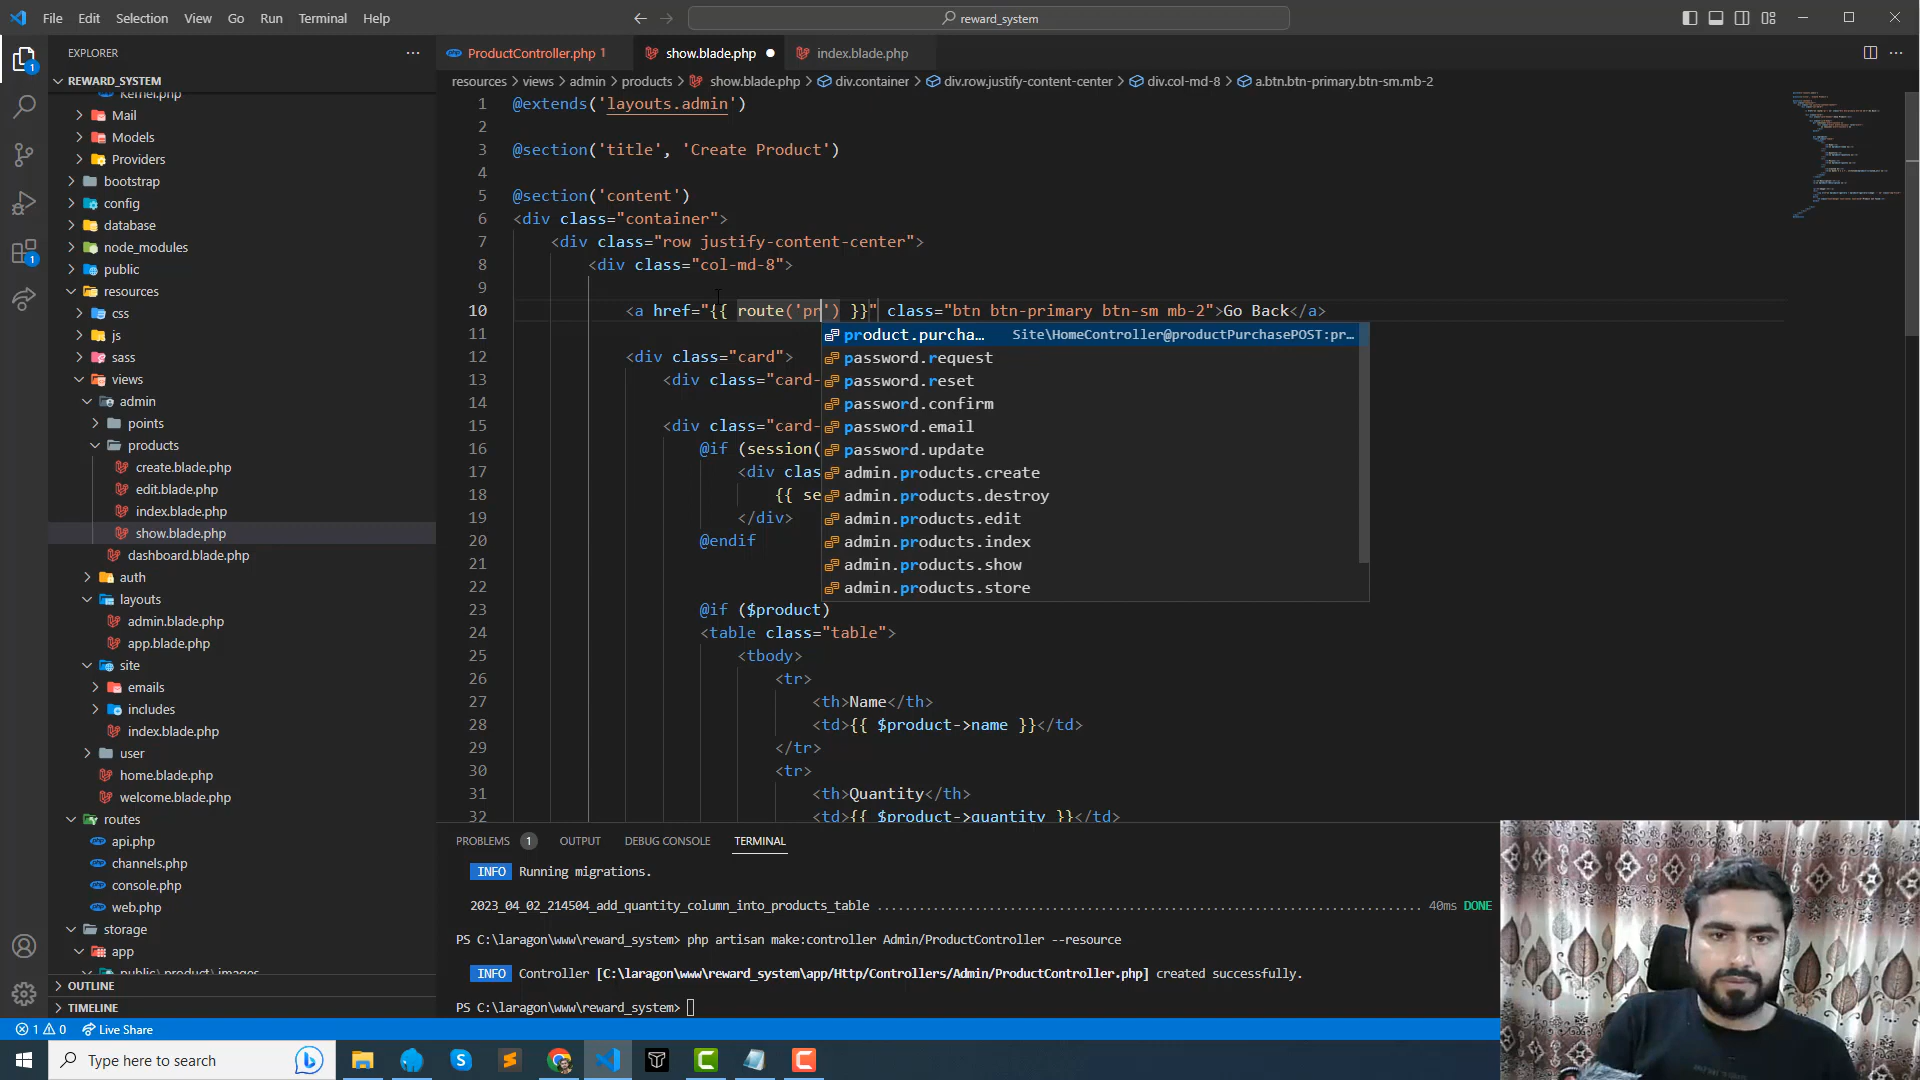 File Edit Selection View Go Run Terminal Help
reward_system
EXPLORER
REWARD_SYSTEM
Kernel.php
Mail
Models
Providers
bootstrap
config
database
node_modules
public
resources
css
js
sass
views
admin
points
products
create.blade.php
edit.blade.php
index.blade.php
show.blade.php
dashboard.blade.php
auth
layouts
admin.blade.php
app.blade.php
site
emails
includes
index.blade.php
user
home.blade.php
welcome.blade.php
routes
api.php
channels.php
console.php
web.php
storage
app
public\product\images
OUTLINE
TIMELINE
ProductController.php 1 show.blade.php index.blade.php
resources > views > admin > products > show.blade.php > div.container > div.row.justify-content-center > div.col-md-8 > a.btn.btn-primary.btn-sm.mb-2
1 @extends('layouts.admin')
2
3 @section('title', 'Create Product')
4
5 @section('content')
6 <div class="container">
7 <div class="row justify-content-center">
8 <div class="col-md-8">
9
10 <a href="{{ route('pr') }}" class="btn btn-primary btn-sm mb-2">Go Back</a>
11
12 <div class="card">
13 <div class="card-
14
15 <div class="card-
16 @if (session(
17 <div clas
18 {{ se
19 </div>
20 @endif
21
22
23 @if ($product)
24 <table class="table">
25 <tbody>
26 <tr>
27 <th>Name</th>
28 <td>{{ $product->name }}</td>
29 </tr>
30 <tr>
31 <th>Quantity</th>
32 <td>{{ $product->quantity }}</td>
product.purcha… Site\HomeController@productPurchasePOST:pr…
password.request
password.reset
password.confirm
password.email
password.update
admin.products.create
admin.products.destroy
admin.products.edit
admin.products.index
admin.products.show
admin.products.store
PROBLEMS 1 OUTPUT DEBUG CONSOLE TERMINAL
INFO Running migrations.
2023_04_02_214504_add_quantity_column_into_products_table ........ 40ms DONE
PS C:\laragon\www\reward_system> php artisan make:controller Admin/ProductController --resource
INFO Controller [C:\laragon\www\reward_system\app/Http/Controllers/Admin/ProductController.php] created successfully.
PS C:\laragon\www\reward_system>
1 0 Live Share
Type here to search